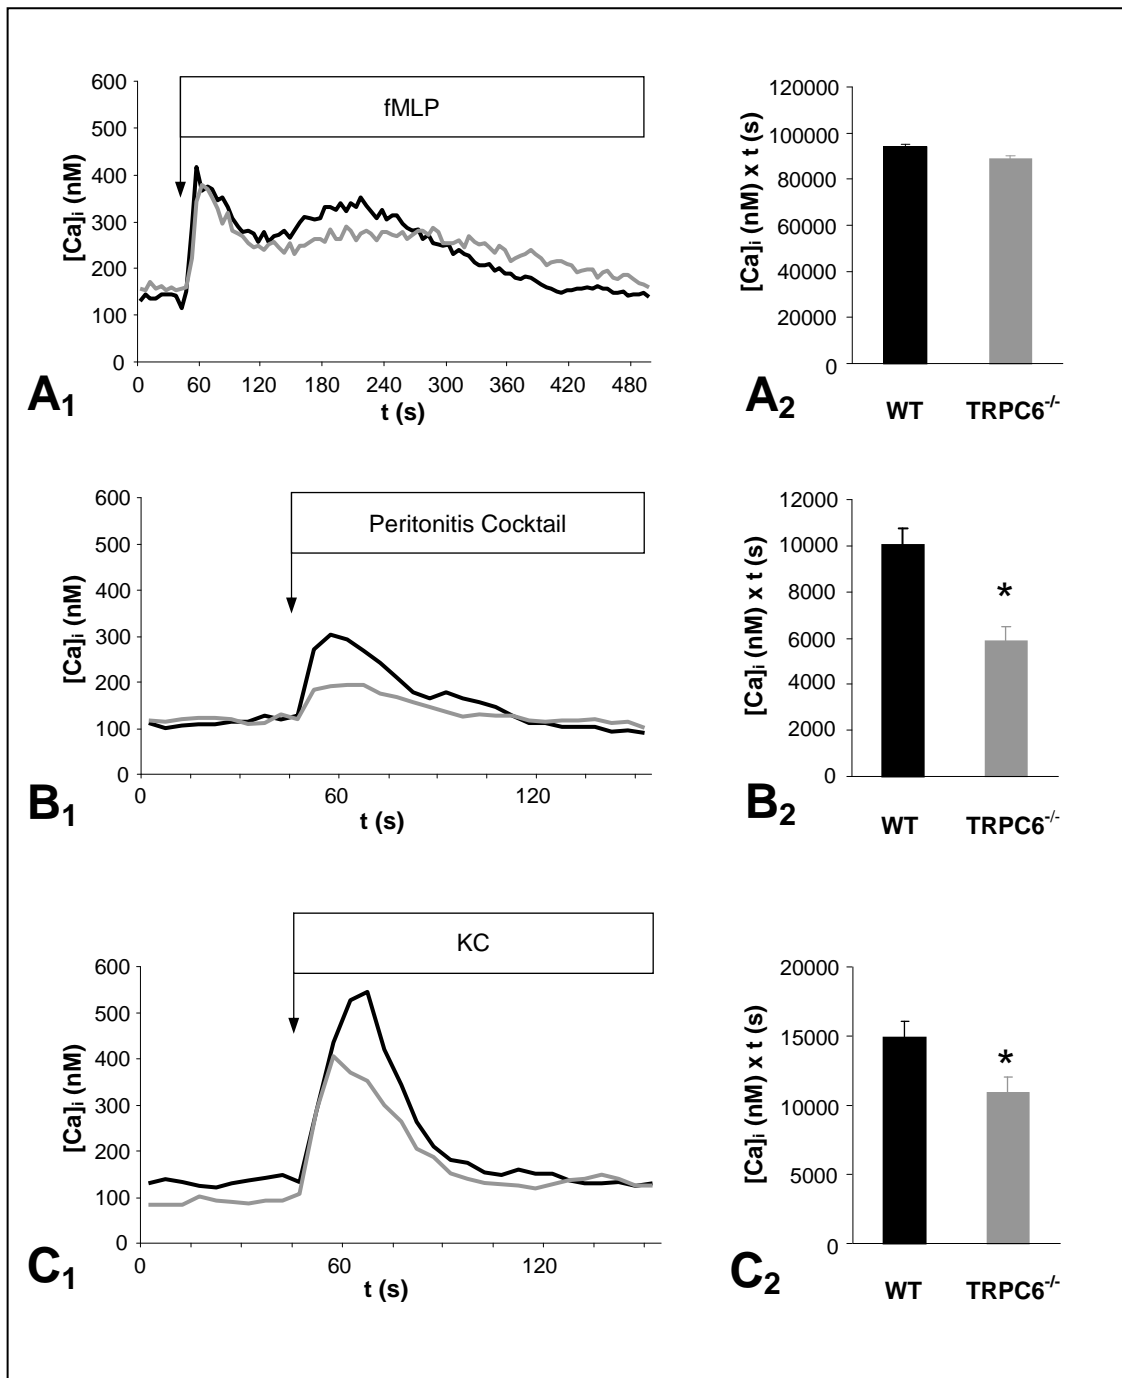 600
500
400
300
200
100
0
[Ca]i (nM)
fMLP
0 60 120 180 240 300 360 420 480
t (s)
A1
120000
100000
80000
60000
40000
20000
0
[Ca]i (nM) x t (s)
WT TRPC6-/-
A2
600
500
400
300
200
100
0
[Ca]i (nM)
Peritonitis Cocktail
0 60 120
t (s)
B1
12000
10000
8000
6000
4000
2000
0
[Ca]i (nM) x t (s)
*
WT TRPC6-/-
B2
600
500
400
300
200
100
0
[Ca]i (nM)
KC
0 60 120
t (s)
C1
20000
15000
10000
5000
0
[Ca]i (nM) x t (s)
*
WT TRPC6-/-
C2